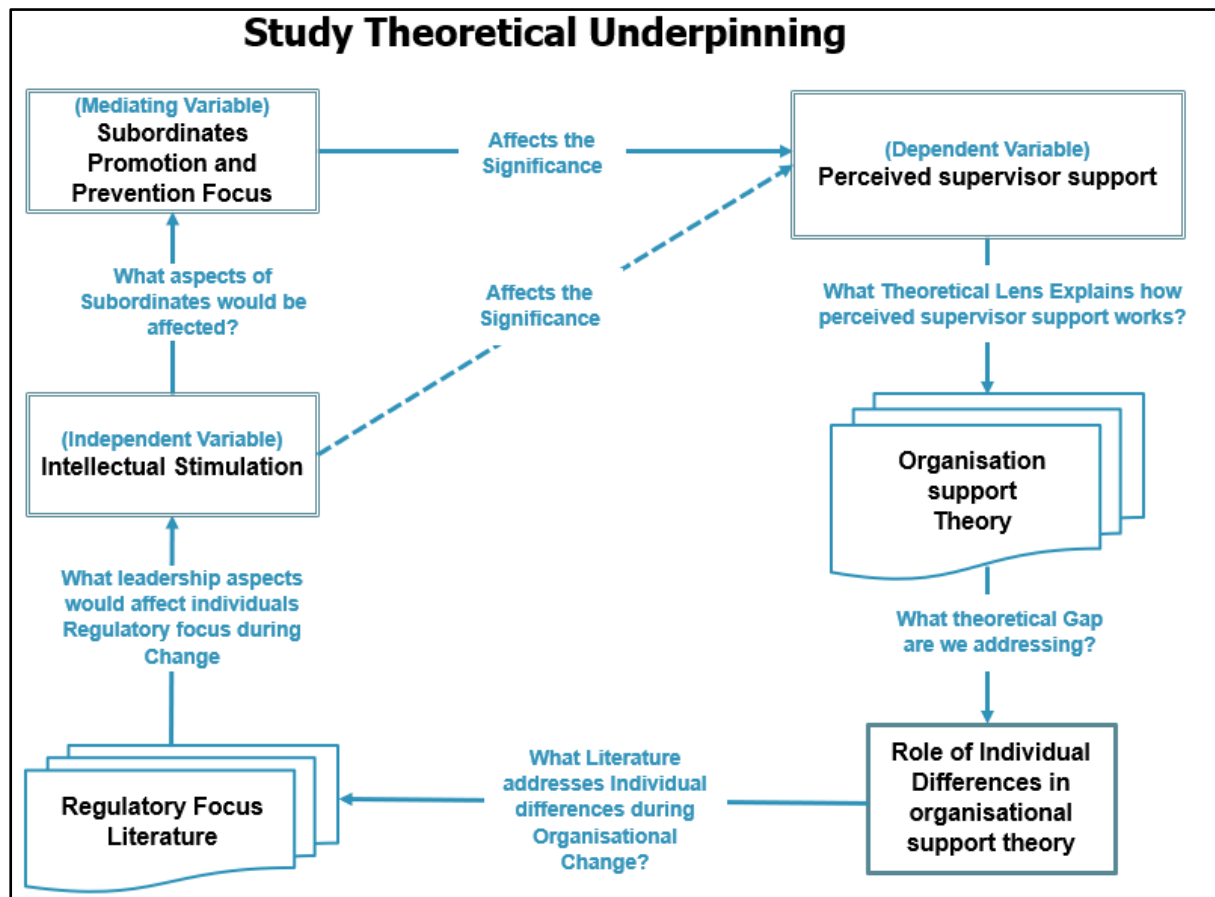 Study Theoretical Underpinning
(Mediating Variable)
Subordinates
Promotion and
Prevention Focus
Affects the
Significance
(Dependent Variable)
Perceived supervisor support
What aspects of
Subordinates would be
affected?
Affects the
Significance
What Theoretical Lens Explains how
perceived supervisor support works?
(Independent Variable)
Intellectual Stimulation
Organisation
support
Theory
What leadership aspects
would affect individuals
Regulatory focus during
Change
What theoretical Gap
are we addressing?
Regulatory Focus
Literature
What Literature
addresses Individual
differences during
Organisational
Change?
Role of Individual
Differences in
organisational
support theory